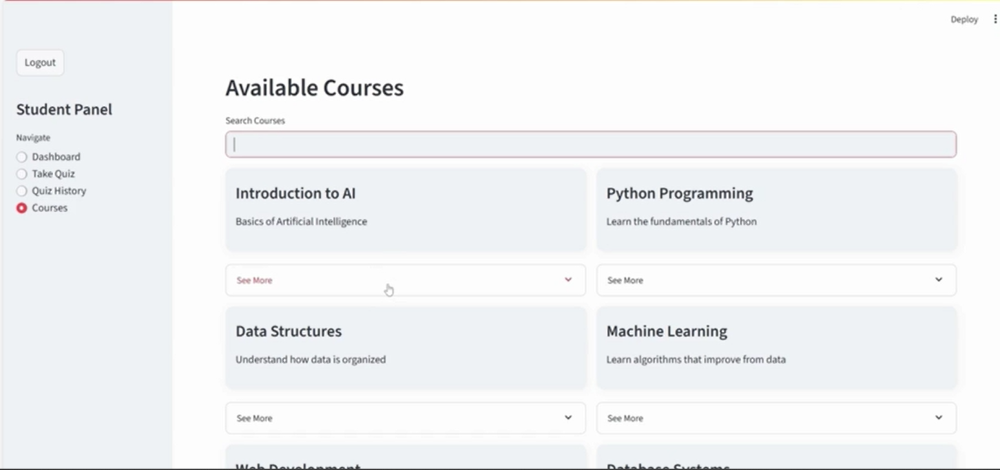 Deploy
Logout
Student Panel
Navigate
Dashboard
Take Quiz
Quiz History
Courses
Available Courses
Search Courses
Introduction to AI
Basics of Artificial Intelligence
Python Programming
Learn the fundamentals of Python
See More
See More
Data Structures
Understand how data is organized
Machine Learning
Learn algorithms that improve from data
See More
See More
Web Development
Database Systems